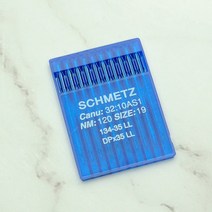 SCHMETZ
Canu: 32:10AS1
NM: 120 SIZE: 19
134-35 LL
DPx35 LL